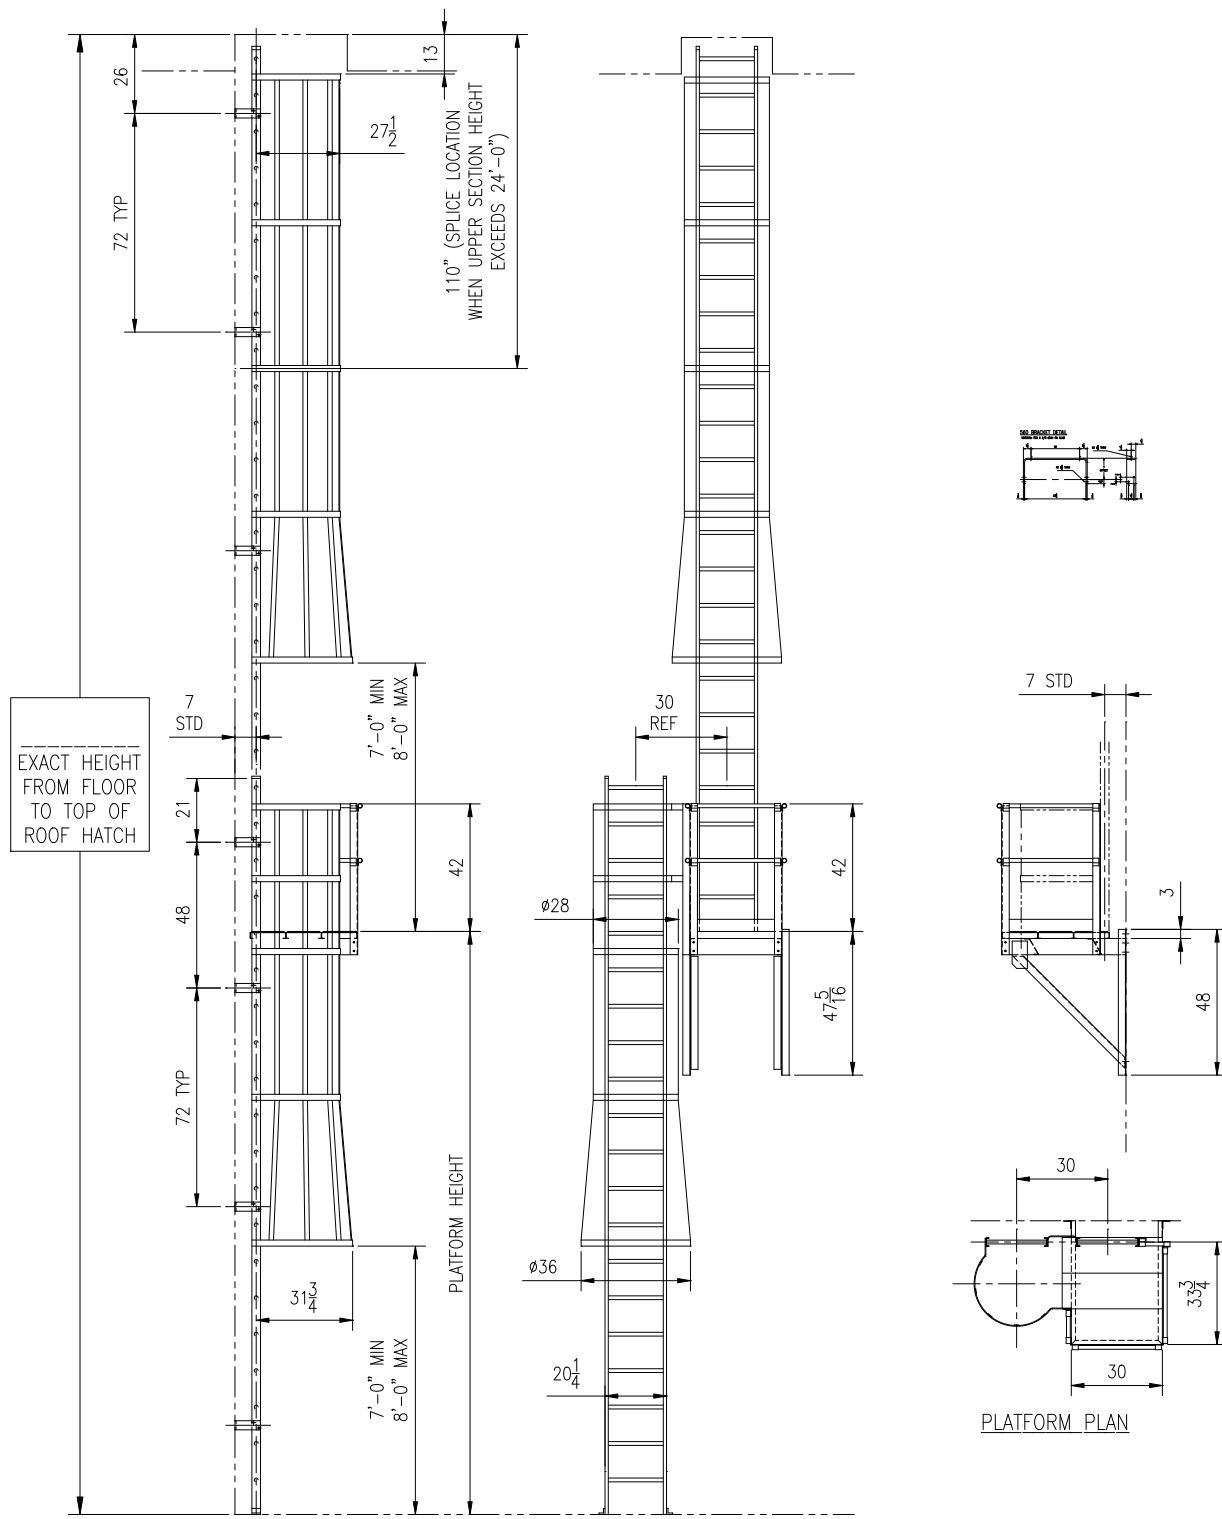 26
13
27 1/2
72 TYP
110" (SPLICE LOCATION
WHEN UPPER SECTION HEIGHT
EXCEEDS 24'-0")
560 BRACKET DETAIL
7
STD
7'-0" MIN
8'-0" MAX
30
REF
7 STD
EXACT HEIGHT
FROM FLOOR
TO TOP OF
ROOF HATCH
21
48
42
ø28
42
3
47 5/16
48
72 TYP
PLATFORM HEIGHT
30
ø36
31 3/4
33 3/4
7'-0" MIN
8'-0" MAX
20 1/4
30
PLATFORM PLAN